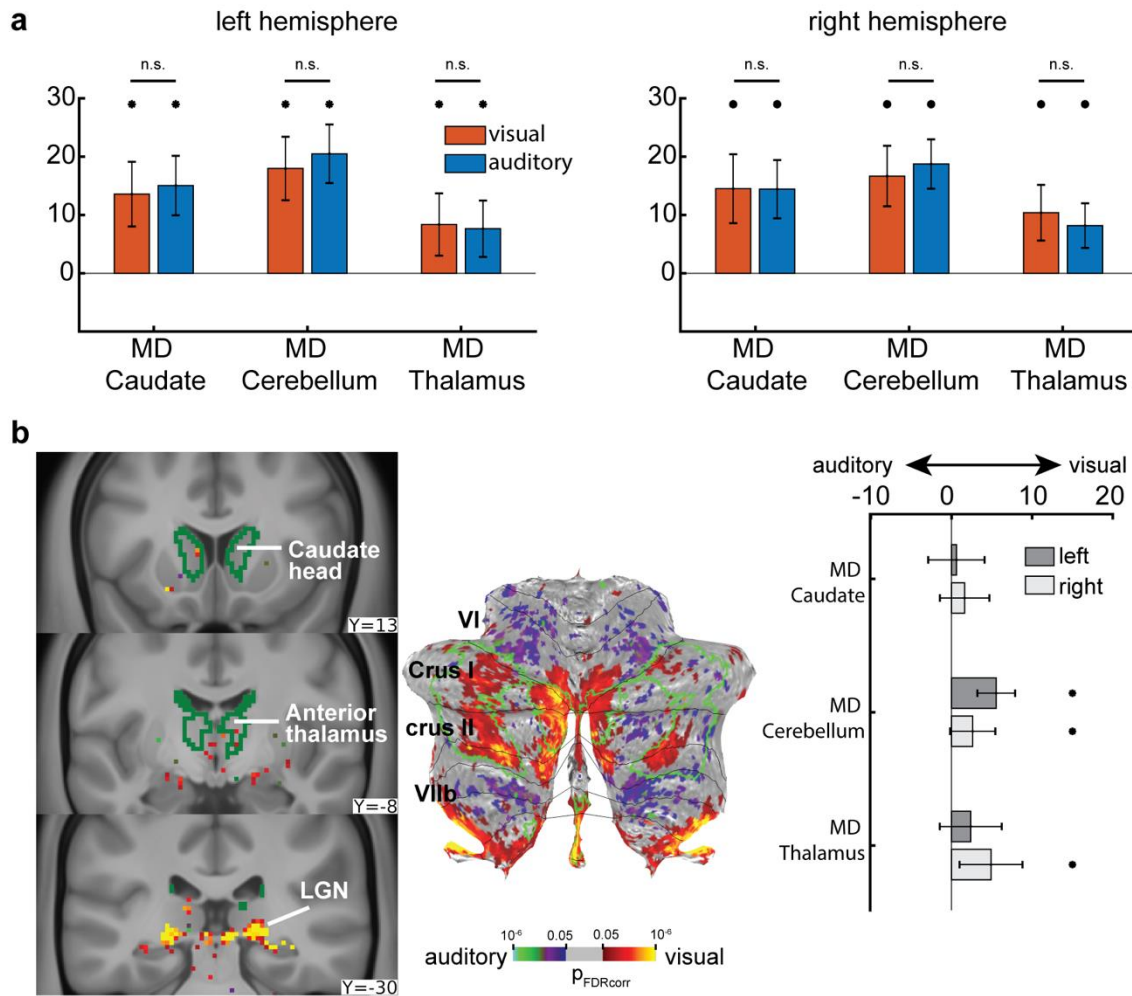 a
left hemisphere
right hemisphere
n.s.
n.s.
n.s.
n.s.
n.s.
n.s.
30
20
10
0
visual
auditory
30
20
10
0
MD
Caudate
MD
Cerebellum
MD
Thalamus
MD
Caudate
MD
Cerebellum
MD
Thalamus
b
Caudate
head
Y=13
Anterior
thalamus
Y=-8
LGN
Y=-30
VI
Crus I
crus II
VIIb
10⁻⁶
0.05
0.05
10⁻⁶
auditory
visual
pFDRcorr
auditory
visual
-10
0
10
20
left
right
MD
Caudate
MD
Cerebellum
MD
Thalamus